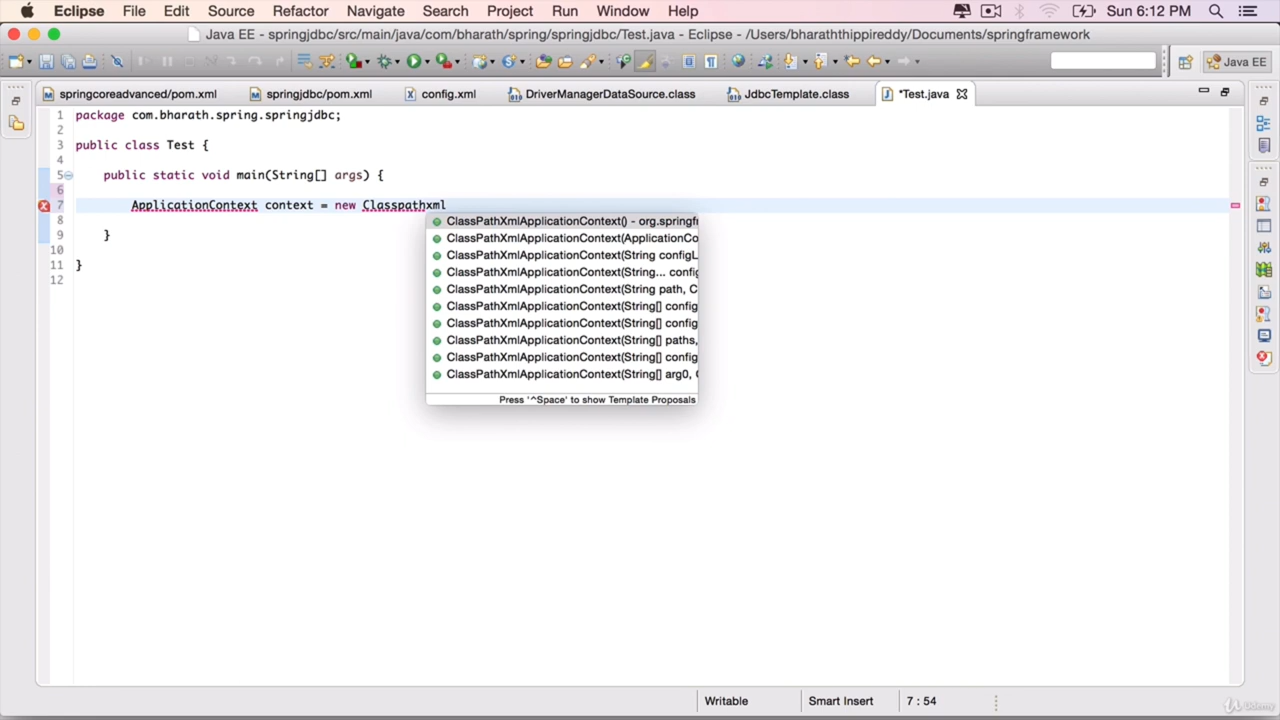 Eclipse File Edit Source Refactor Navigate Search Project Run Window Help Sun 6:12 PM
Java EE - springjdbc/src/main/java/com/bharath/spring/springjdbc/Test.java - Eclipse - /Users/bharaththippireddy/Documents/springframework
Java EE
springcoreadvanced/pom.xml springjdbc/pom.xml config.xml DriverManagerDataSource.class JdbcTemplate.class *Test.java
1 package com.bharath.spring.springjdbc;
2
3 public class Test {
4
5 public static void main(String[] args) {
6
7 ApplicationContext context = new Classpathxml
8
9 }
10
11 }
12
ClassPathXmlApplicationContext() - org.springf
ClassPathXmlApplicationContext(ApplicationCo
ClassPathXmlApplicationContext(String configL
ClassPathXmlApplicationContext(String... config
ClassPathXmlApplicationContext(String path, C
ClassPathXmlApplicationContext(String[] config
ClassPathXmlApplicationContext(String[] config
ClassPathXmlApplicationContext(String[] paths,
ClassPathXmlApplicationContext(String[] config
ClassPathXmlApplicationContext(String[] arg0, C
Press '^Space' to show Template Proposals
Writable Smart Insert 7 : 54
Udemy